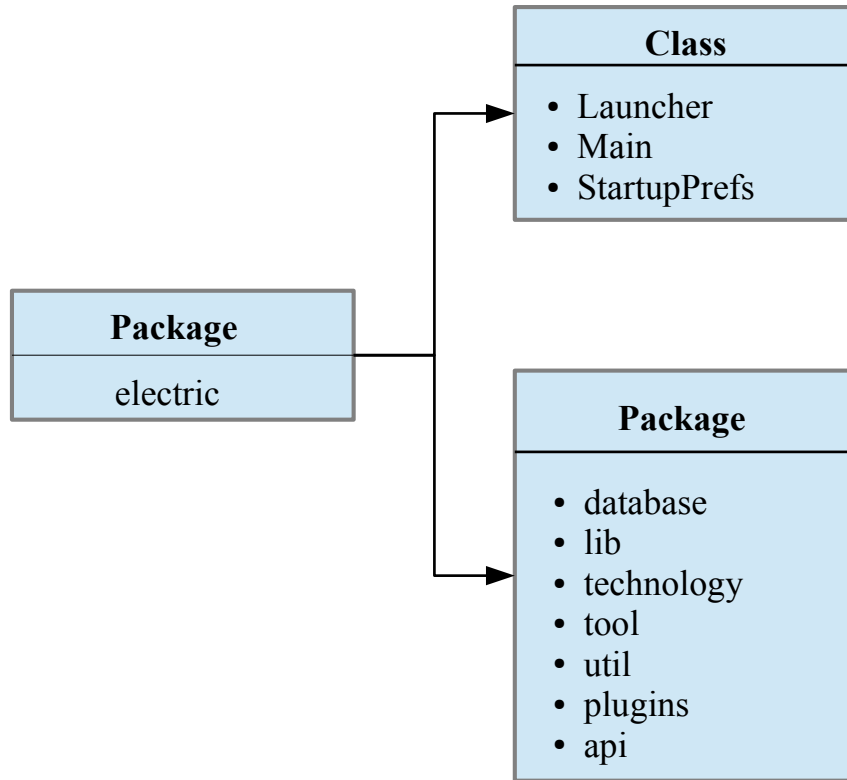 Class
• Launcher
• Main
• StartupPrefs
Package
electric
Package
• database
• lib
• technology
• tool
• util
• plugins
• api